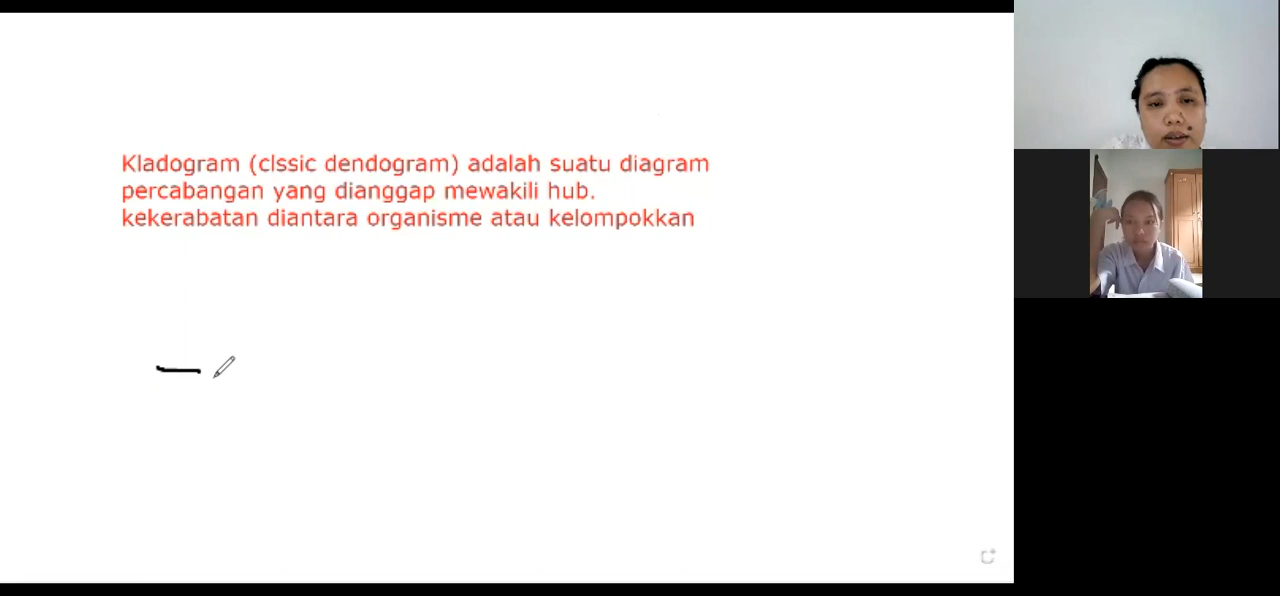 Kladogram (clssic dendogram) adalah suatu diagram
percabangan yang dianggap mewakili hub.
kekerabatan diantara organisme atau kelompokkan